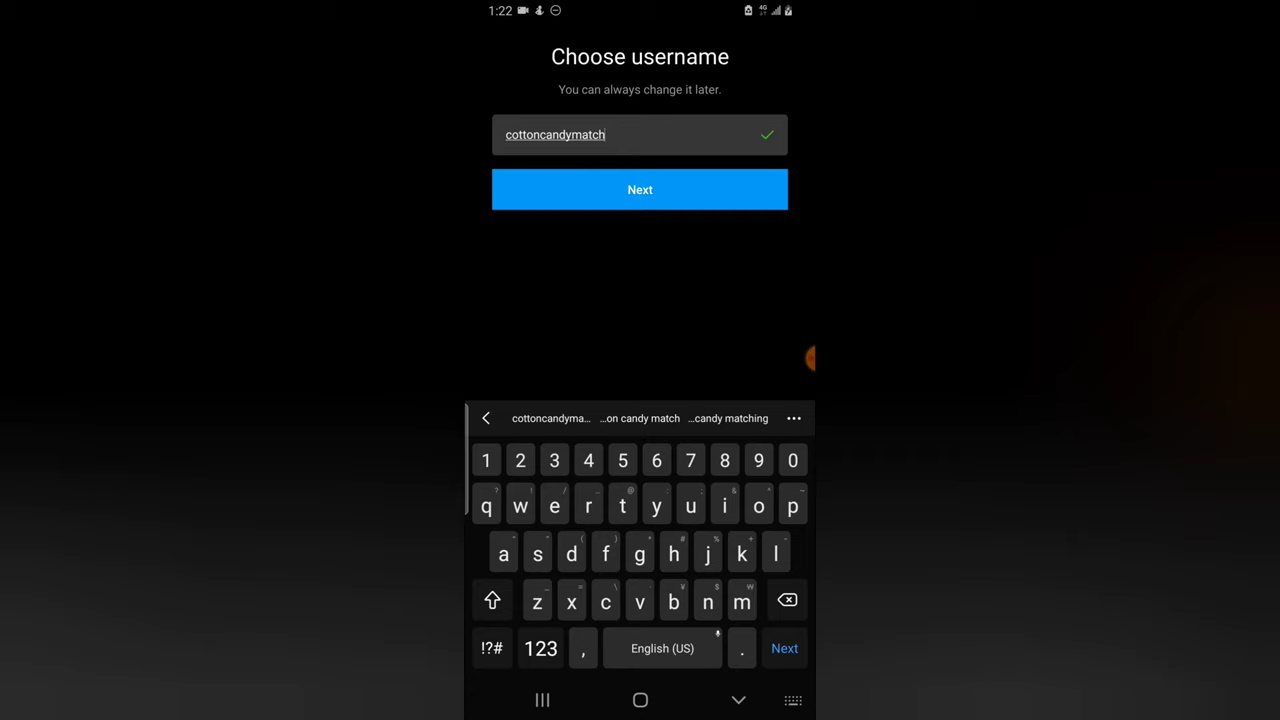 1:22 4G
Choose username
You can always change it later.
cottoncandymatch
Next
cottoncandyma... ...on candy match ...candy matching
1 2 3 4 5 6 7 8 9 0
q w e r t y u i o p
a s d f g h j k l
z x c v b n m
!?# 123 , English (US) . Next